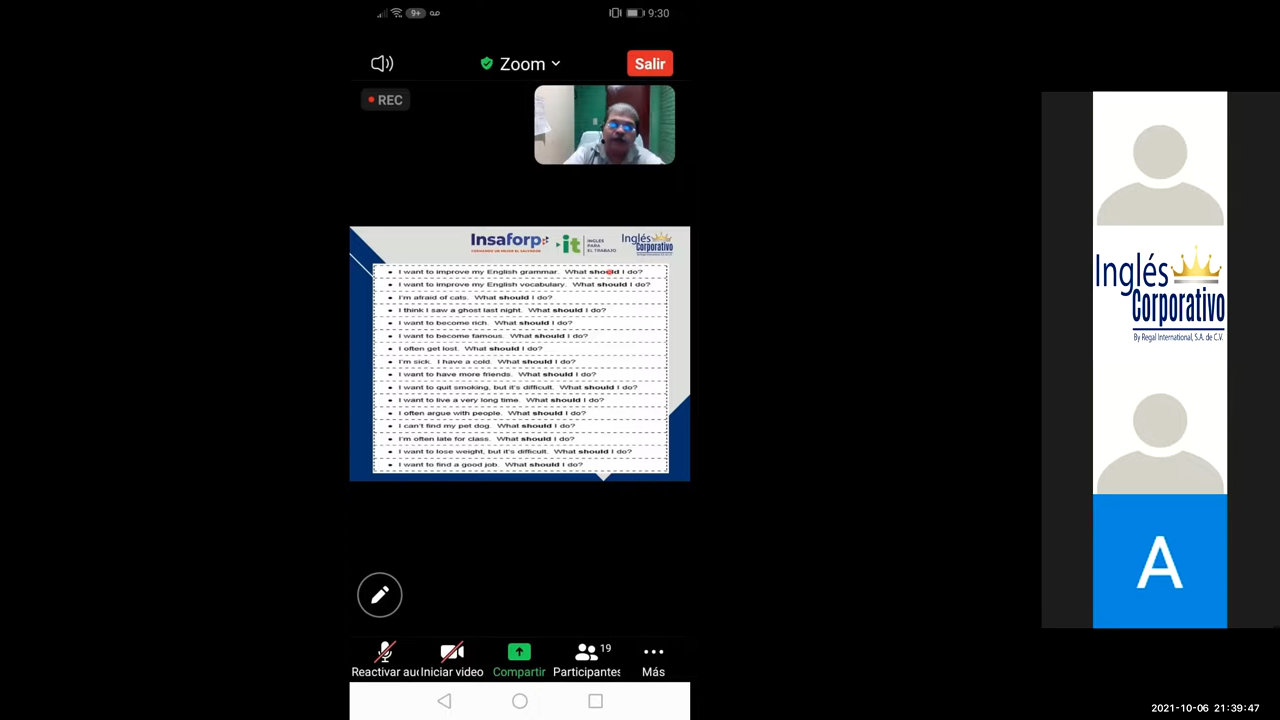 9+
9:30
Zoom
Salir
REC
Insaforp
it
INGLÉS
PARA
EL TRABAJO
Inglés
Corporativo
• I want to improve my English grammar. What should I do?
• I want to improve my English vocabulary. What should I do?
• I'm afraid of cats. What should I do?
• I think I saw a ghost last night. What should I do?
• I want to become rich. What should I do?
• I want to become famous. What should I do?
• I often get lost. What should I do?
• I'm sick. I have a cold. What should I do?
• I want to have more friends. What should I do?
• I want to quit smoking, but it's difficult. What should I do?
• I want to live a very long time. What should I do?
• I often argue with people. What should I do?
• I can't find my pet dog. What should I do?
• I'm often late for class. What should I do?
• I want to lose weight, but it's difficult. What should I do?
• I want to find a good job. What should I do?
19
Reactivar au
Iniciar video
Compartir
Participantes
Más
Inglés
Corporativo
By Regal International, S.A. de C.V.
A
2021-10-06 21:39:47